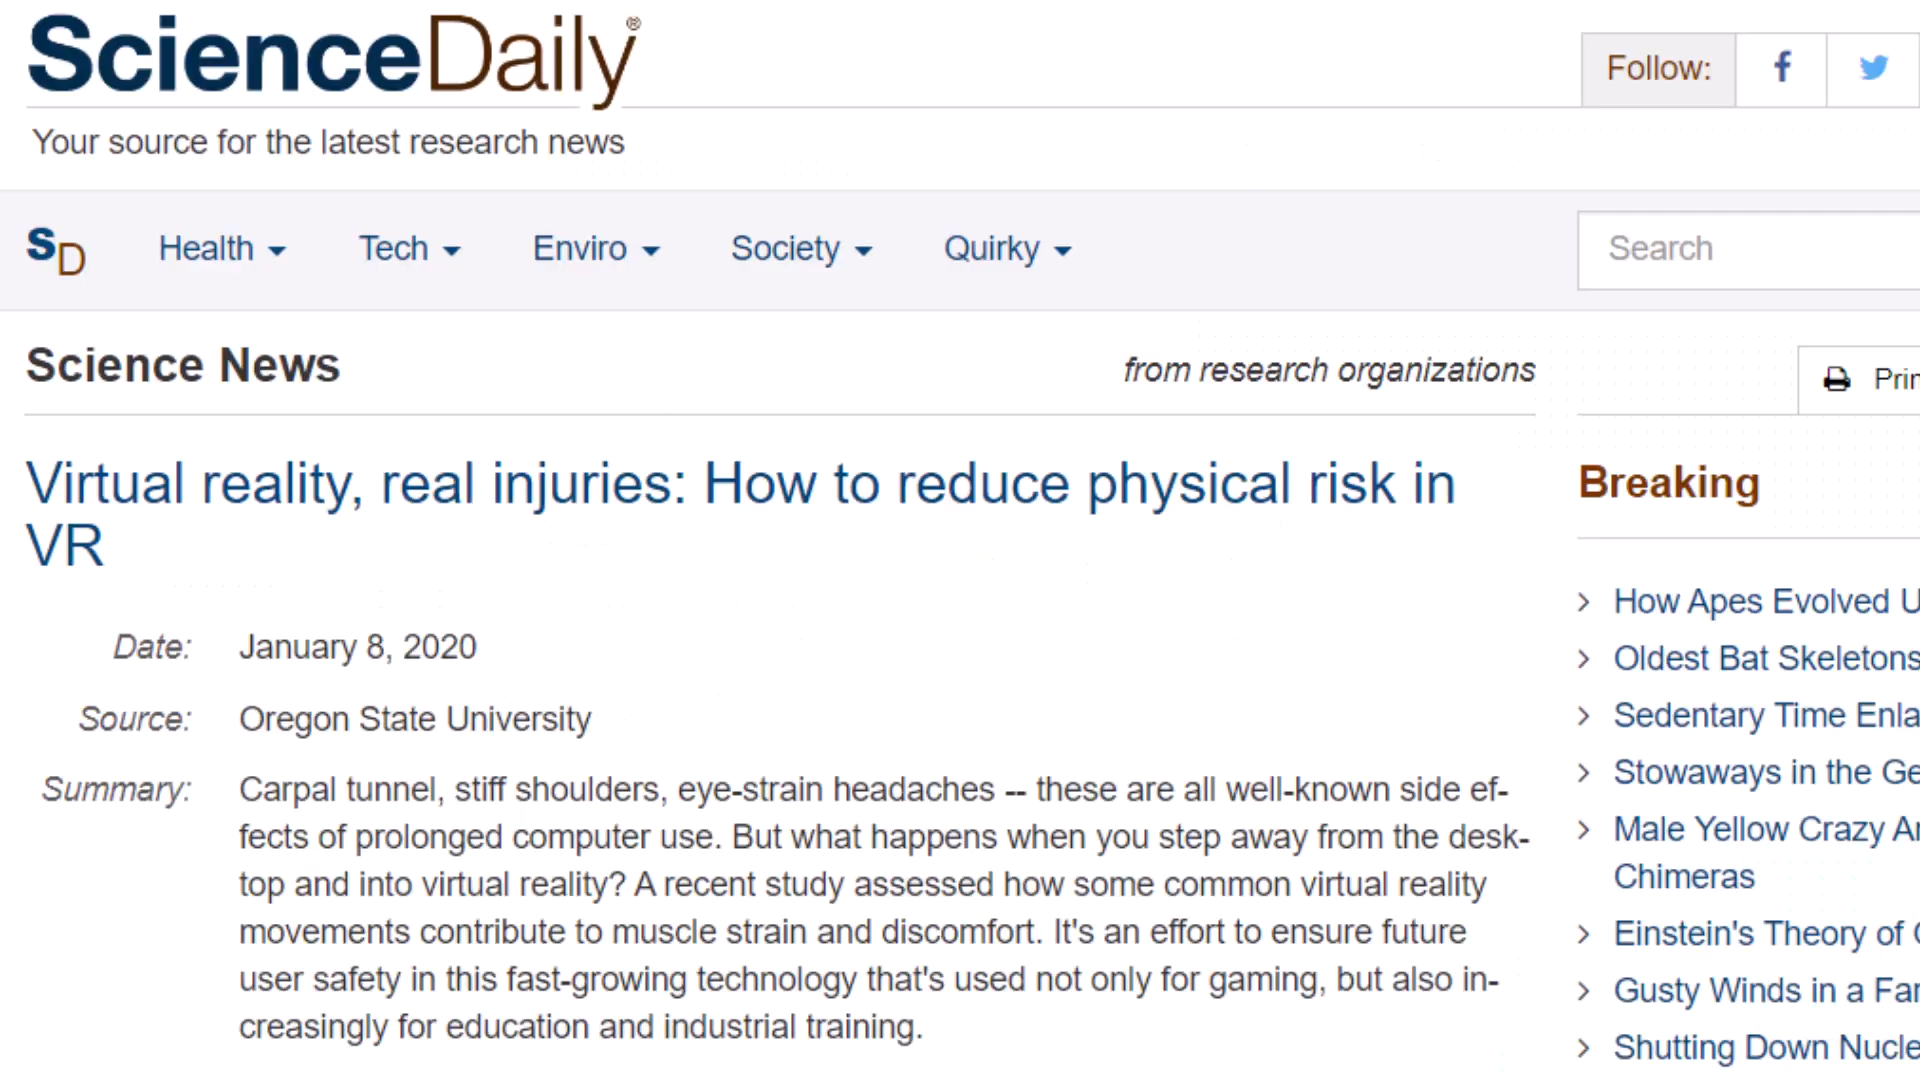 ScienceDaily®
Follow:
Your source for the latest research news
SD
Health
Tech
Enviro
Society
Quirky
Search
Science News
from research organizations
Virtual reality, real injuries: How to reduce physical risk in
VR
Date: January 8, 2020
Source: Oregon State University
Summary: Carpal tunnel, stiff shoulders, eye-strain headaches -- these are all well-known side ef-
fects of prolonged computer use. But what happens when you step away from the desk-
top and into virtual reality? A recent study assessed how some common virtual reality
movements contribute to muscle strain and discomfort. It's an effort to ensure future
user safety in this fast-growing technology that's used not only for gaming, but also in-
creasingly for education and industrial training.
Breaking
How Apes Evolved
Oldest Bat Skeletons
Sedentary Time
Stowaways in the
Male Yellow Crazy
Chimeras
Einstein's Theory of
Gusty Winds in a
Shutting Down